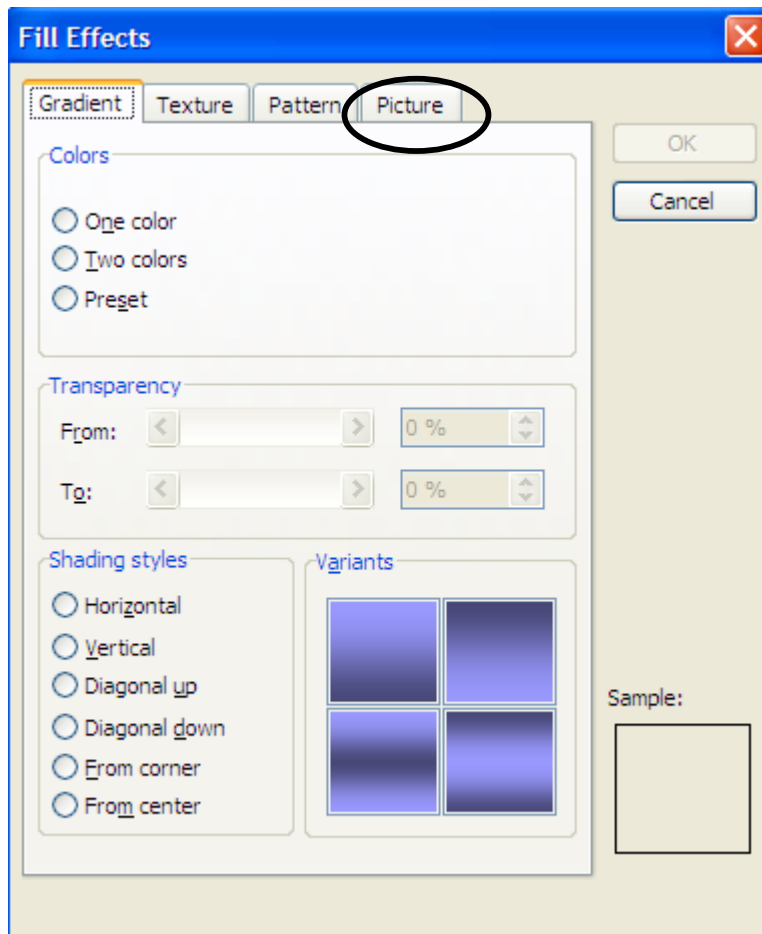 Fill Effects
Gradient Texture Pattern Picture
OK
Cancel
Colors
One color
Two colors
Preset
Transparency
From: 0 %
To: 0 %
Shading styles
Horizontal
Vertical
Diagonal up
Diagonal down
From corner
From center
Variants
Sample: